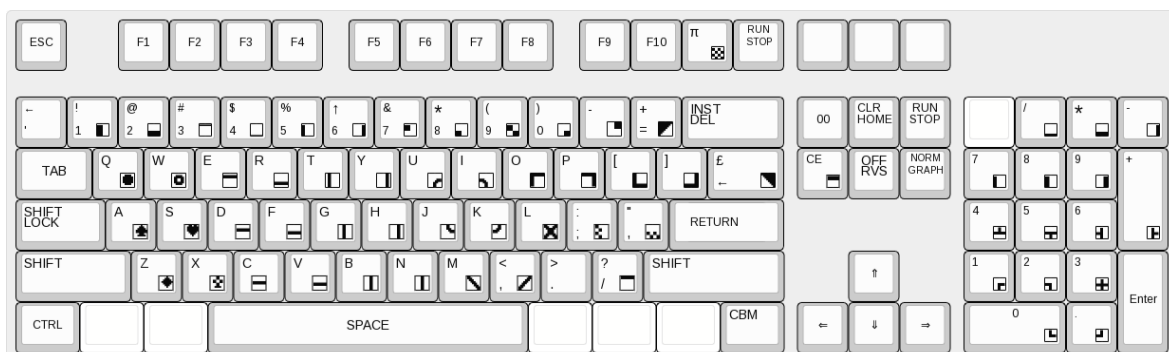 ESC F1 F2 F3 F4 F5 F6 F7 F8 F9 F10 π RUN
STOP
← ! @ # $ % ↑ & * ( ) - + INST
DEL 00 CLR
HOME RUN
STOP / * -
' 1 2 3 4 5 6 7 8 9 0 =
TAB Q W E R T Y U I O P [ ] £
← CE OFF
RVS NORM
GRAPH 7 8 9 +
SHIFT
LOCK A S D F G H J K L : " RETURN 4 5 6
; ,
SHIFT Z X C V B N M < > ? SHIFT ⇑ 1 2 3 Enter
, . /
CTRL SPACE CBM ⇐ ⇓ ⇒ 0 .